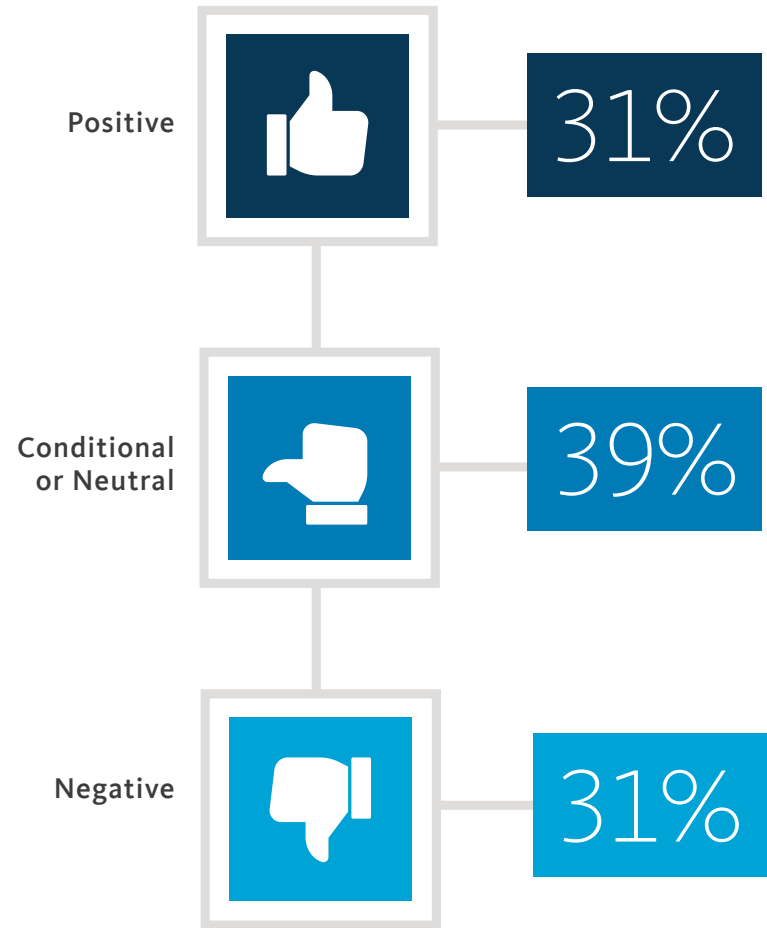 Positive
31%
Conditional
or Neutral
39%
Negative
31%